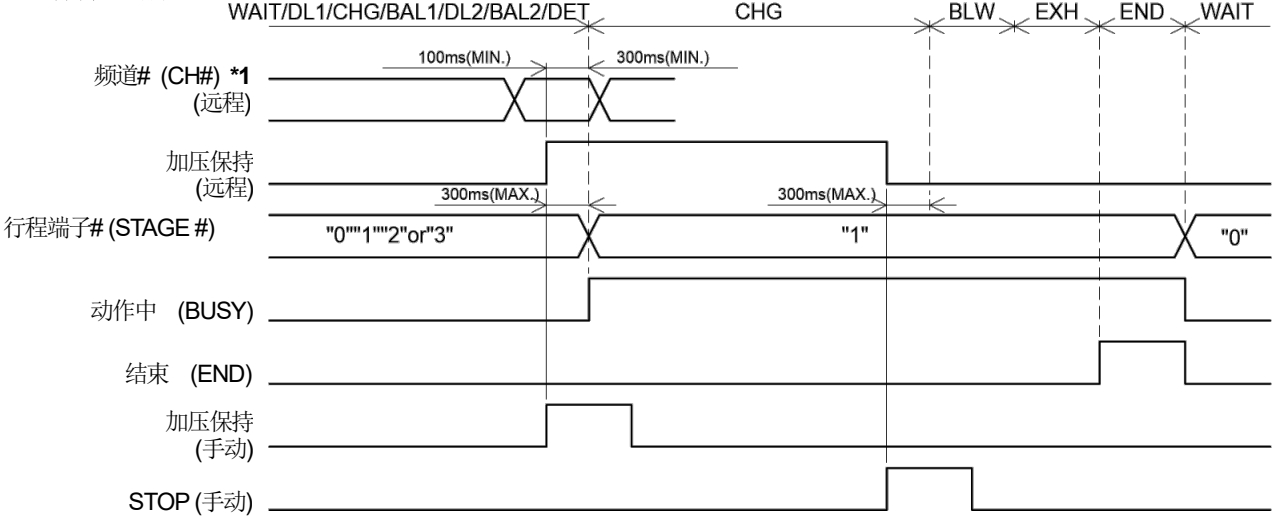 WAIT/DL1/CHG/BAL1/DL2/BAL2/DET CHG BLW EXH END WAIT
100ms(MIN.) 300ms(MIN.)
频道# (CH#) *1
(远程)
加压保持
(远程)
300ms(MAX.) 300ms(MAX.)
行程端子# (STAGE #) "0""1""2"or"3" "1" "0"
动作中 (BUSY)
结束 (END)
加压保持
(手动)
STOP (手动)